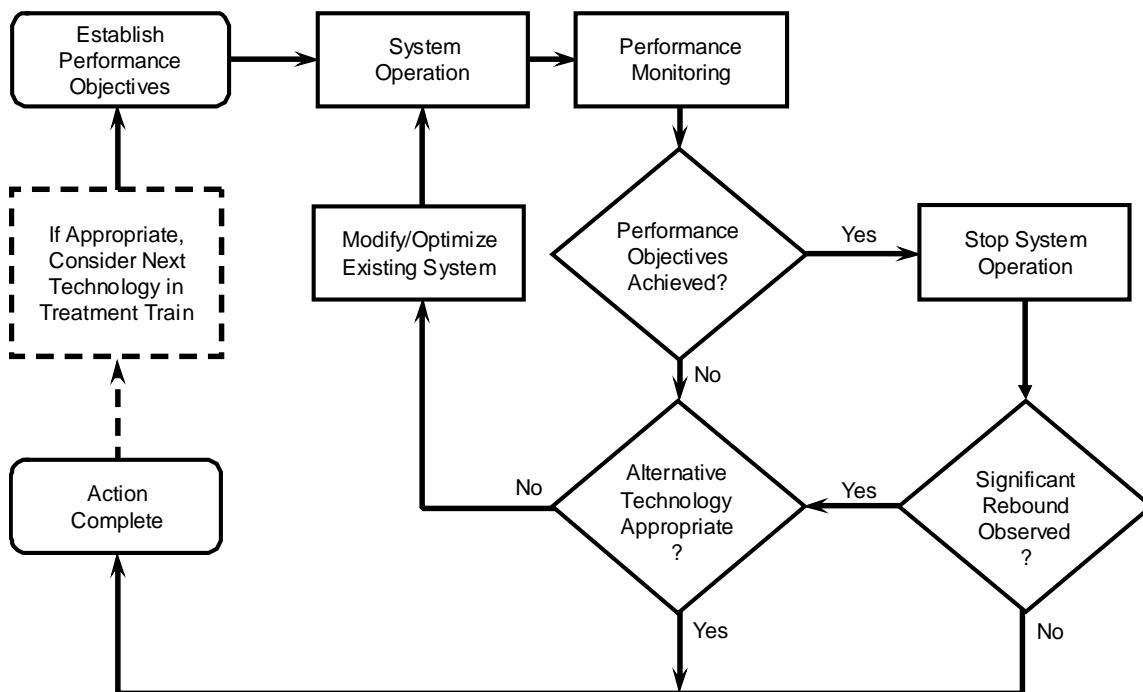 Establish
Performance
Objectives
System
Operation
Performance
Monitoring
If Appropriate,
Consider Next
Technology in
Treatment Train
Modify/Optimize
Existing System
Performance
Objectives
Achieved?
Yes
Stop System
Operation
No
Action
Complete
No
Alternative
Technology
Appropriate
?
Yes
Significant
Rebound
Observed
?
Yes
No